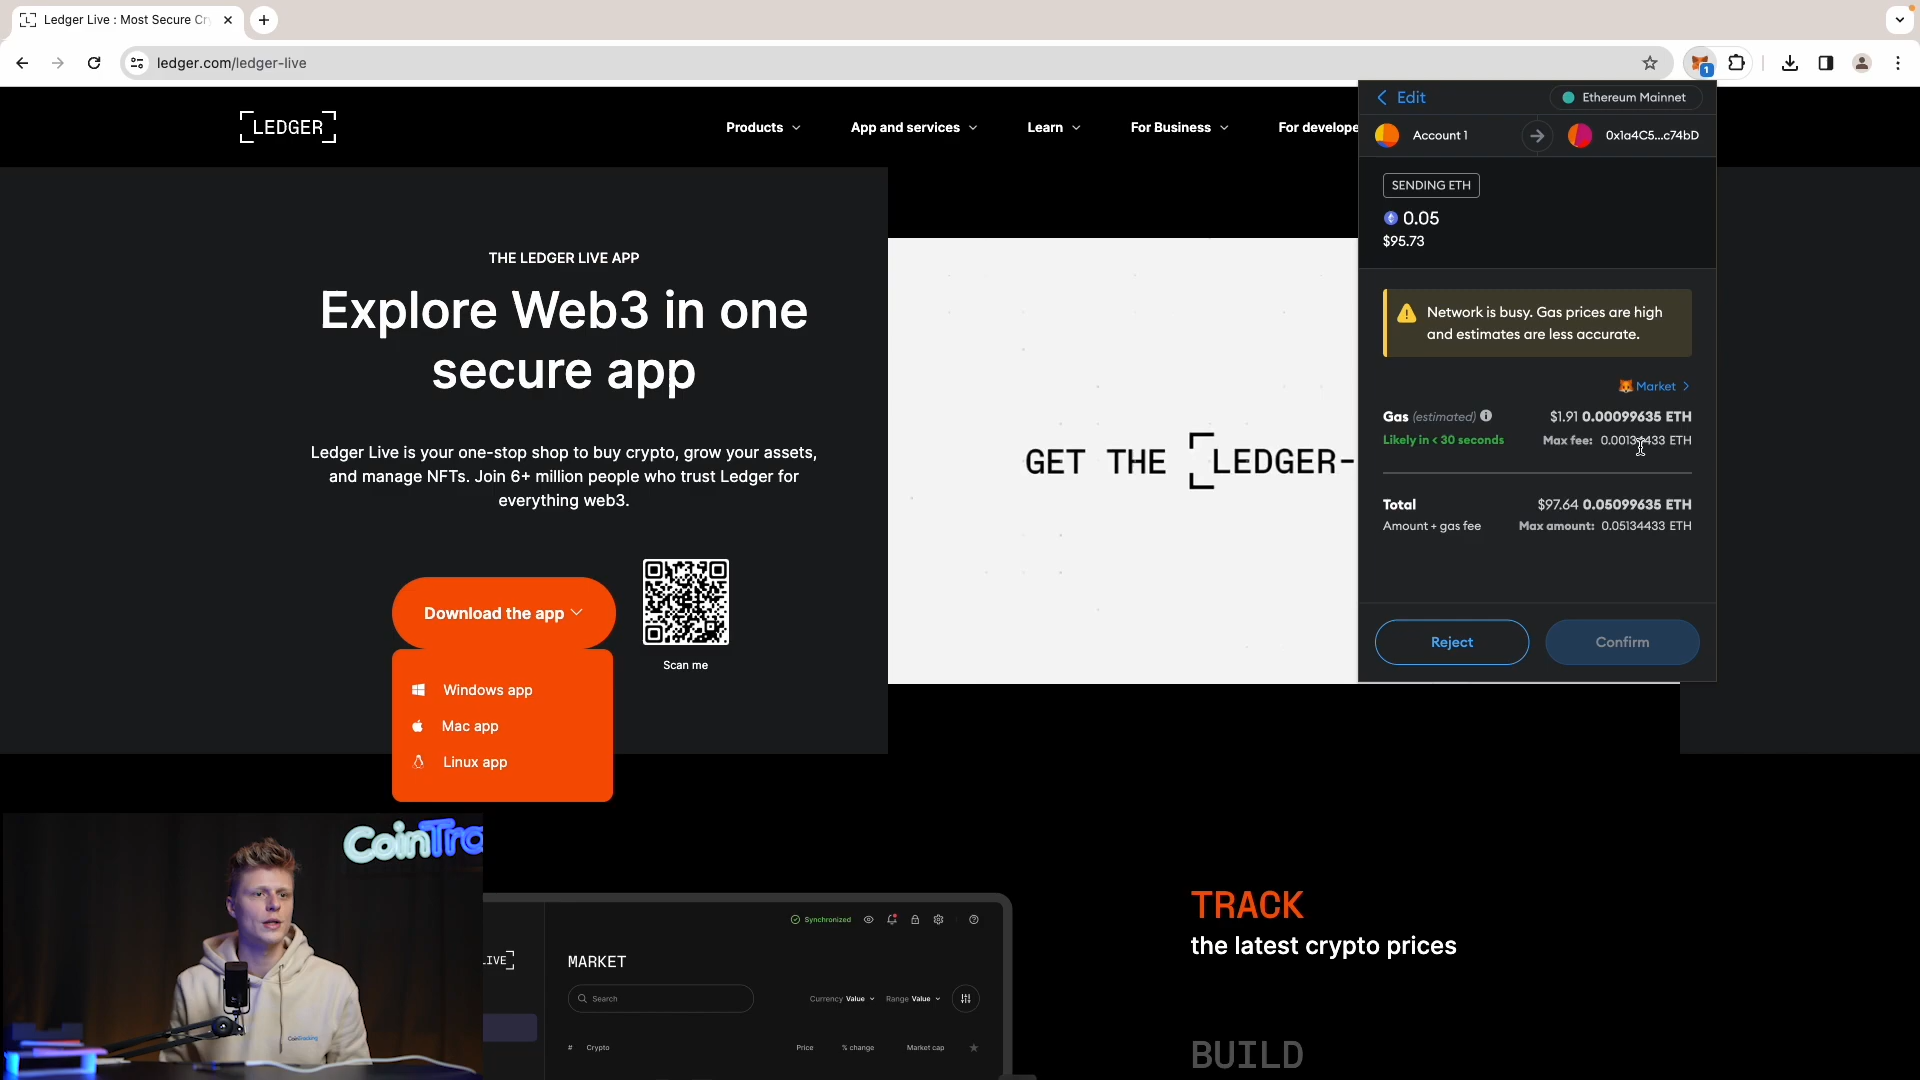 Ledger Live : Most Secure Cr
ledger.com/ledger-live
1
LEDGER
Products
App and services
Learn
For Business
For develope
THE LEDGER LIVE APP
Explore Web3 in one
secure app
Ledger Live is your one-stop shop to buy crypto, grow your assets,
and manage NFTs. Join 6+ million people who trust Ledger for
everything web3.
Download the app
Scan me
Windows app
Mac app
Linux app
GET THE LEDGER-
Edit
Ethereum Mainnet
Account 1
0x1a4C5...c74bD
SENDING ETH
0.05
$95.73
Network is busy. Gas prices are high
and estimates are less accurate.
Market
Gas (estimated) $1.91 0.00099635 ETH
Likely in < 30 seconds Max fee: 0.00134433 ETH
Total $97.64 0.05099635 ETH
Amount + gas fee Max amount: 0.05134433 ETH
Reject
Confirm
CoinTra
CoinTracking
Synchronized
LIVE
MARKET
Search
Currency Value
Range Value
# Crypto Price % change Market cap
TRACK
the latest crypto prices
BUILD